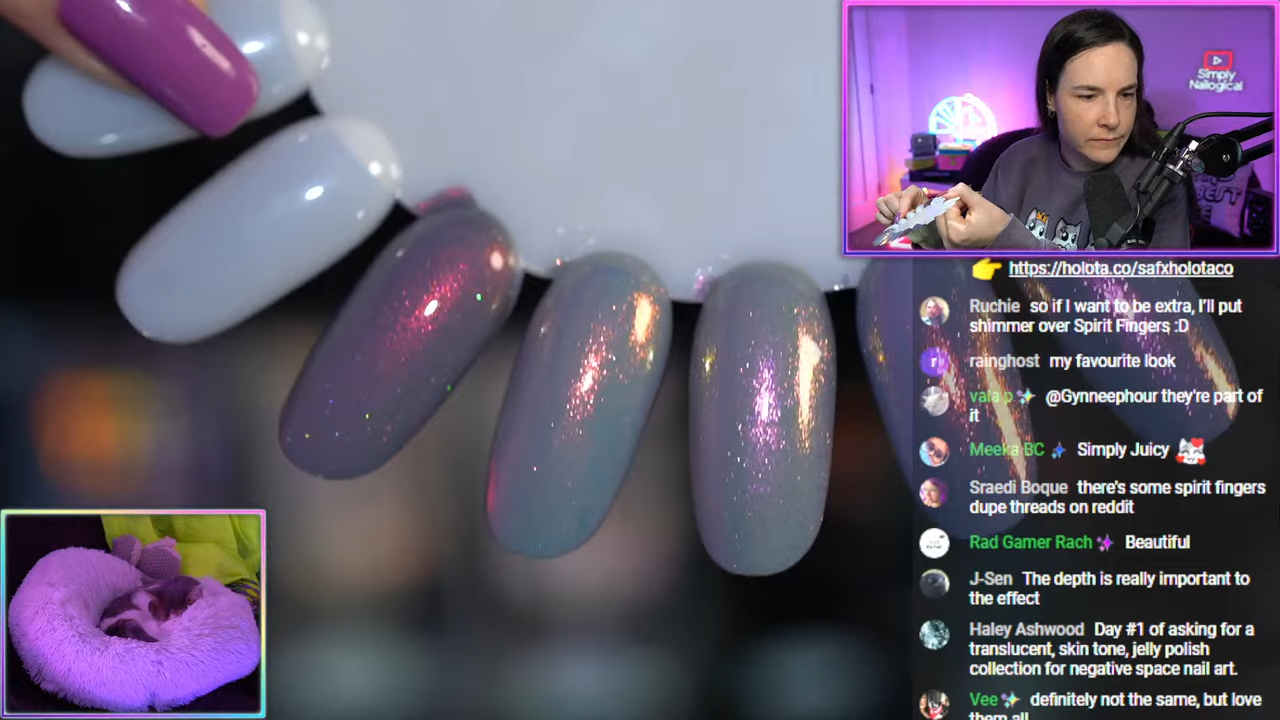 Simply
Nailogical
https://holota.co/safxholotaco
Ruchie so if I want to be extra, I'll put
shimmer over Spirit Fingers :D
rainghost my favourite look
vala p @Gynneephour they're part of
it
Meeka BC Simply Juicy
Sraedi Boque there's some spirit fingers
dupe threads on reddit
Rad Gamer Rach Beautiful
J-Sen The depth is really important to
the effect
Haley Ashwood Day #1 of asking for a
translucent, skin tone, jelly polish
collection for negative space nail art.
Vee definitely not the same, but love
them all